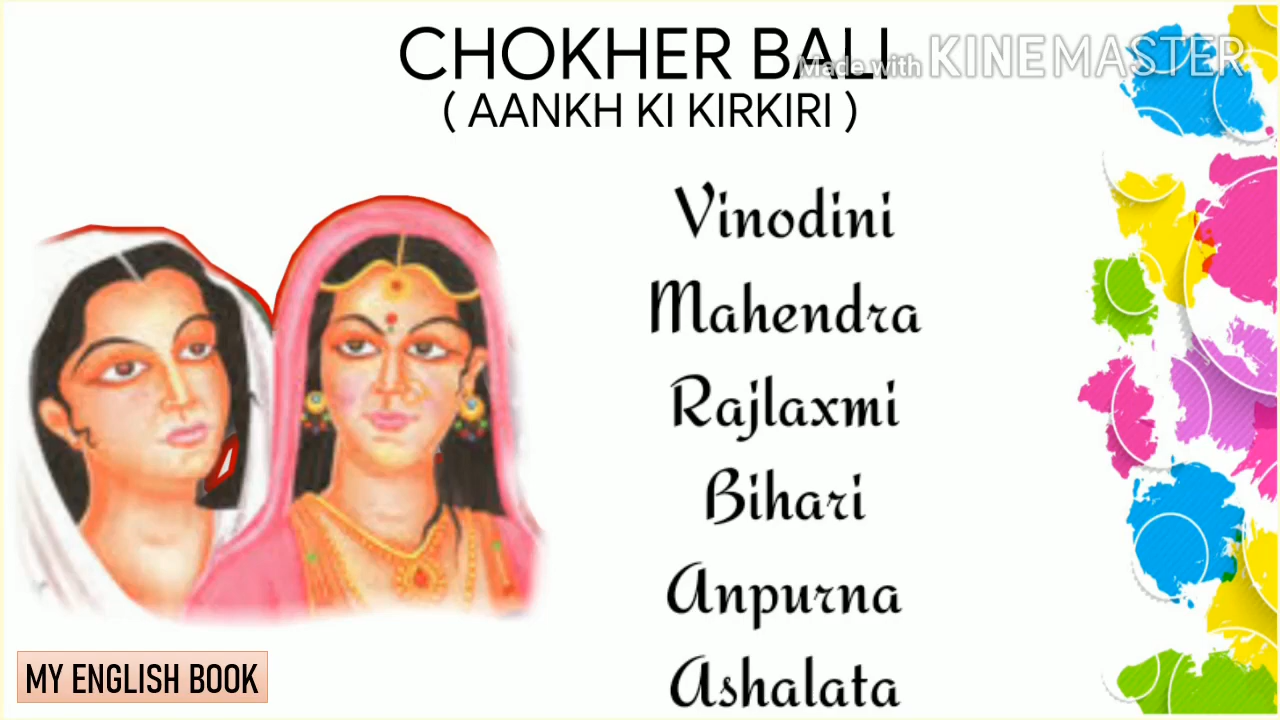 CHOKHER BALI
Made with KINEMASTER
( AANKH KI KIRKIRI )
Vinodini
Mahendra
Rajlaxmi
Bihari
Anpurna
Ashalata
MY ENGLISH BOOK